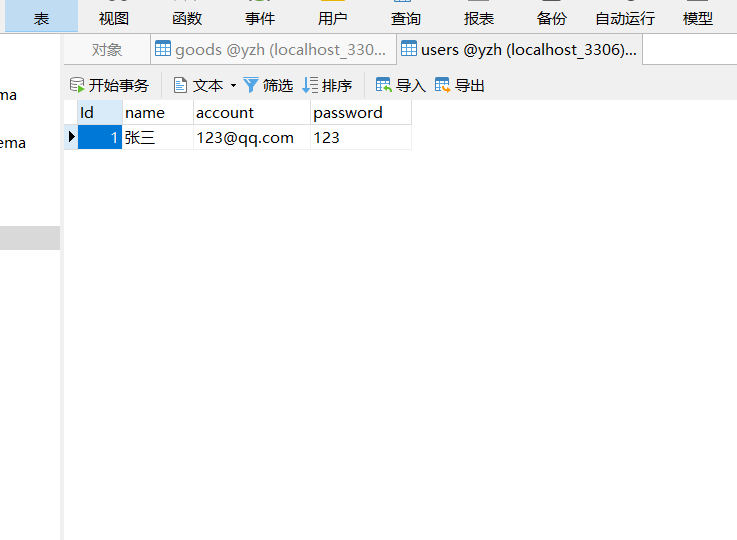 表 视图 函数 事件 用户 查询 报表 备份 自动运行 模型
对象 goods @yzh (localhost_330... users @yzh (localhost_3306)...
开始事务 文本 筛选 排序 导入 导出
ma
Id name account password
1 张三 123@qq.com 123
ema